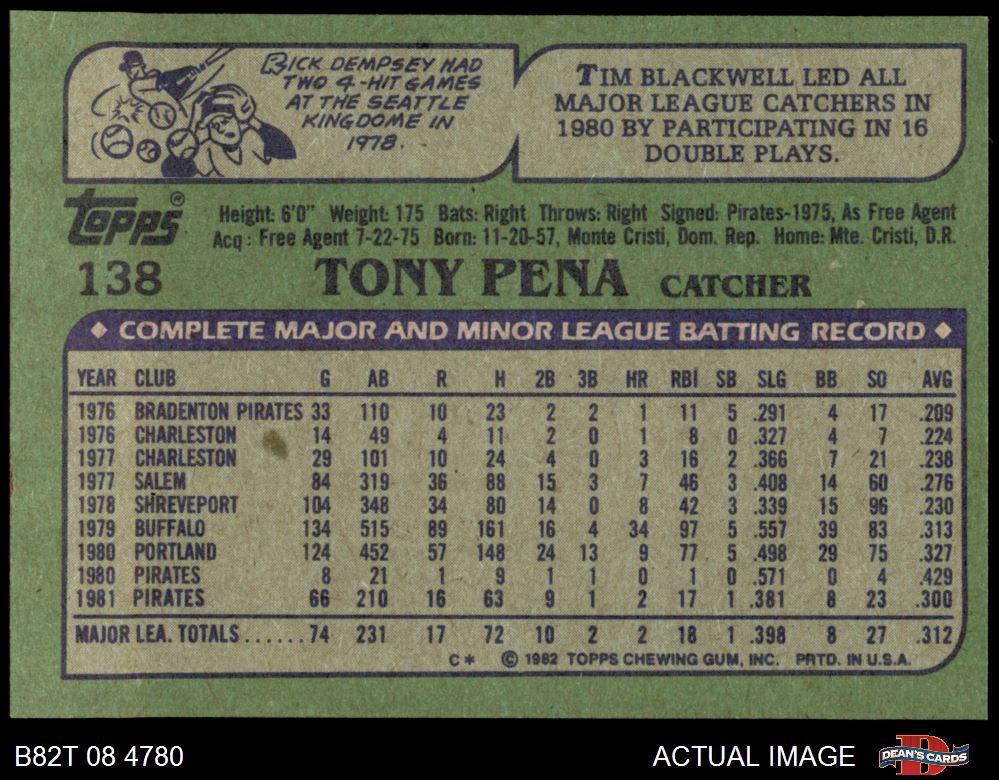 RICK DEMPSEY HAD
TWO 4-HIT GAMES
AT THE SEATTLE
KINGDOME IN
1978.
TIM BLACKWELL LED ALL
MAJOR LEAGUE CATCHERS IN
1980 BY PARTICIPATING IN 16
DOUBLE PLAYS.
topps®
Height: 6'0" Weight: 175 Bats: Right Throws: Right Signed: Pirates-1975, As Free Agent
Acq: Free Agent 7-22-75 Born: 11-20-57, Monte Cristi, Dom. Rep. Home: Mte. Cristi, D.R.
138 TONY PENA CATCHER
◆ COMPLETE MAJOR AND MINOR LEAGUE BATTING RECORD ◆
YEAR CLUB G AB R H 2B 3B HR RBI SB SLG BB SO AVG
1976 BRADENTON PIRATES 33 110 10 23 2 2 1 11 5 .291 4 17 .209
1976 CHARLESTON 14 49 4 11 2 0 1 8 0 .327 4 7 .224
1977 CHARLESTON 29 101 10 24 4 0 3 16 2 .366 7 21 .238
1977 SALEM 84 319 36 88 15 3 7 46 3 .408 14 60 .276
1978 SHREVEPORT 104 348 34 80 14 0 8 42 3 .339 15 96 .230
1979 BUFFALO 134 515 89 161 16 4 34 97 5 .557 39 83 .313
1980 PORTLAND 124 452 57 148 24 13 9 77 5 .498 29 75 .327
1980 PIRATES 8 21 1 9 1 1 0 1 0 .571 0 4 .429
1981 PIRATES 66 210 16 63 9 1 2 17 1 .381 8 23 .300
MAJOR LEA. TOTALS......74 231 17 72 10 2 2 18 1 .398 8 27 .312
C* © 1982 TOPPS CHEWING GUM, INC. PRTD. IN U.S.A.
B82T 08 4780 ACTUAL IMAGE DEAN'S CARDS